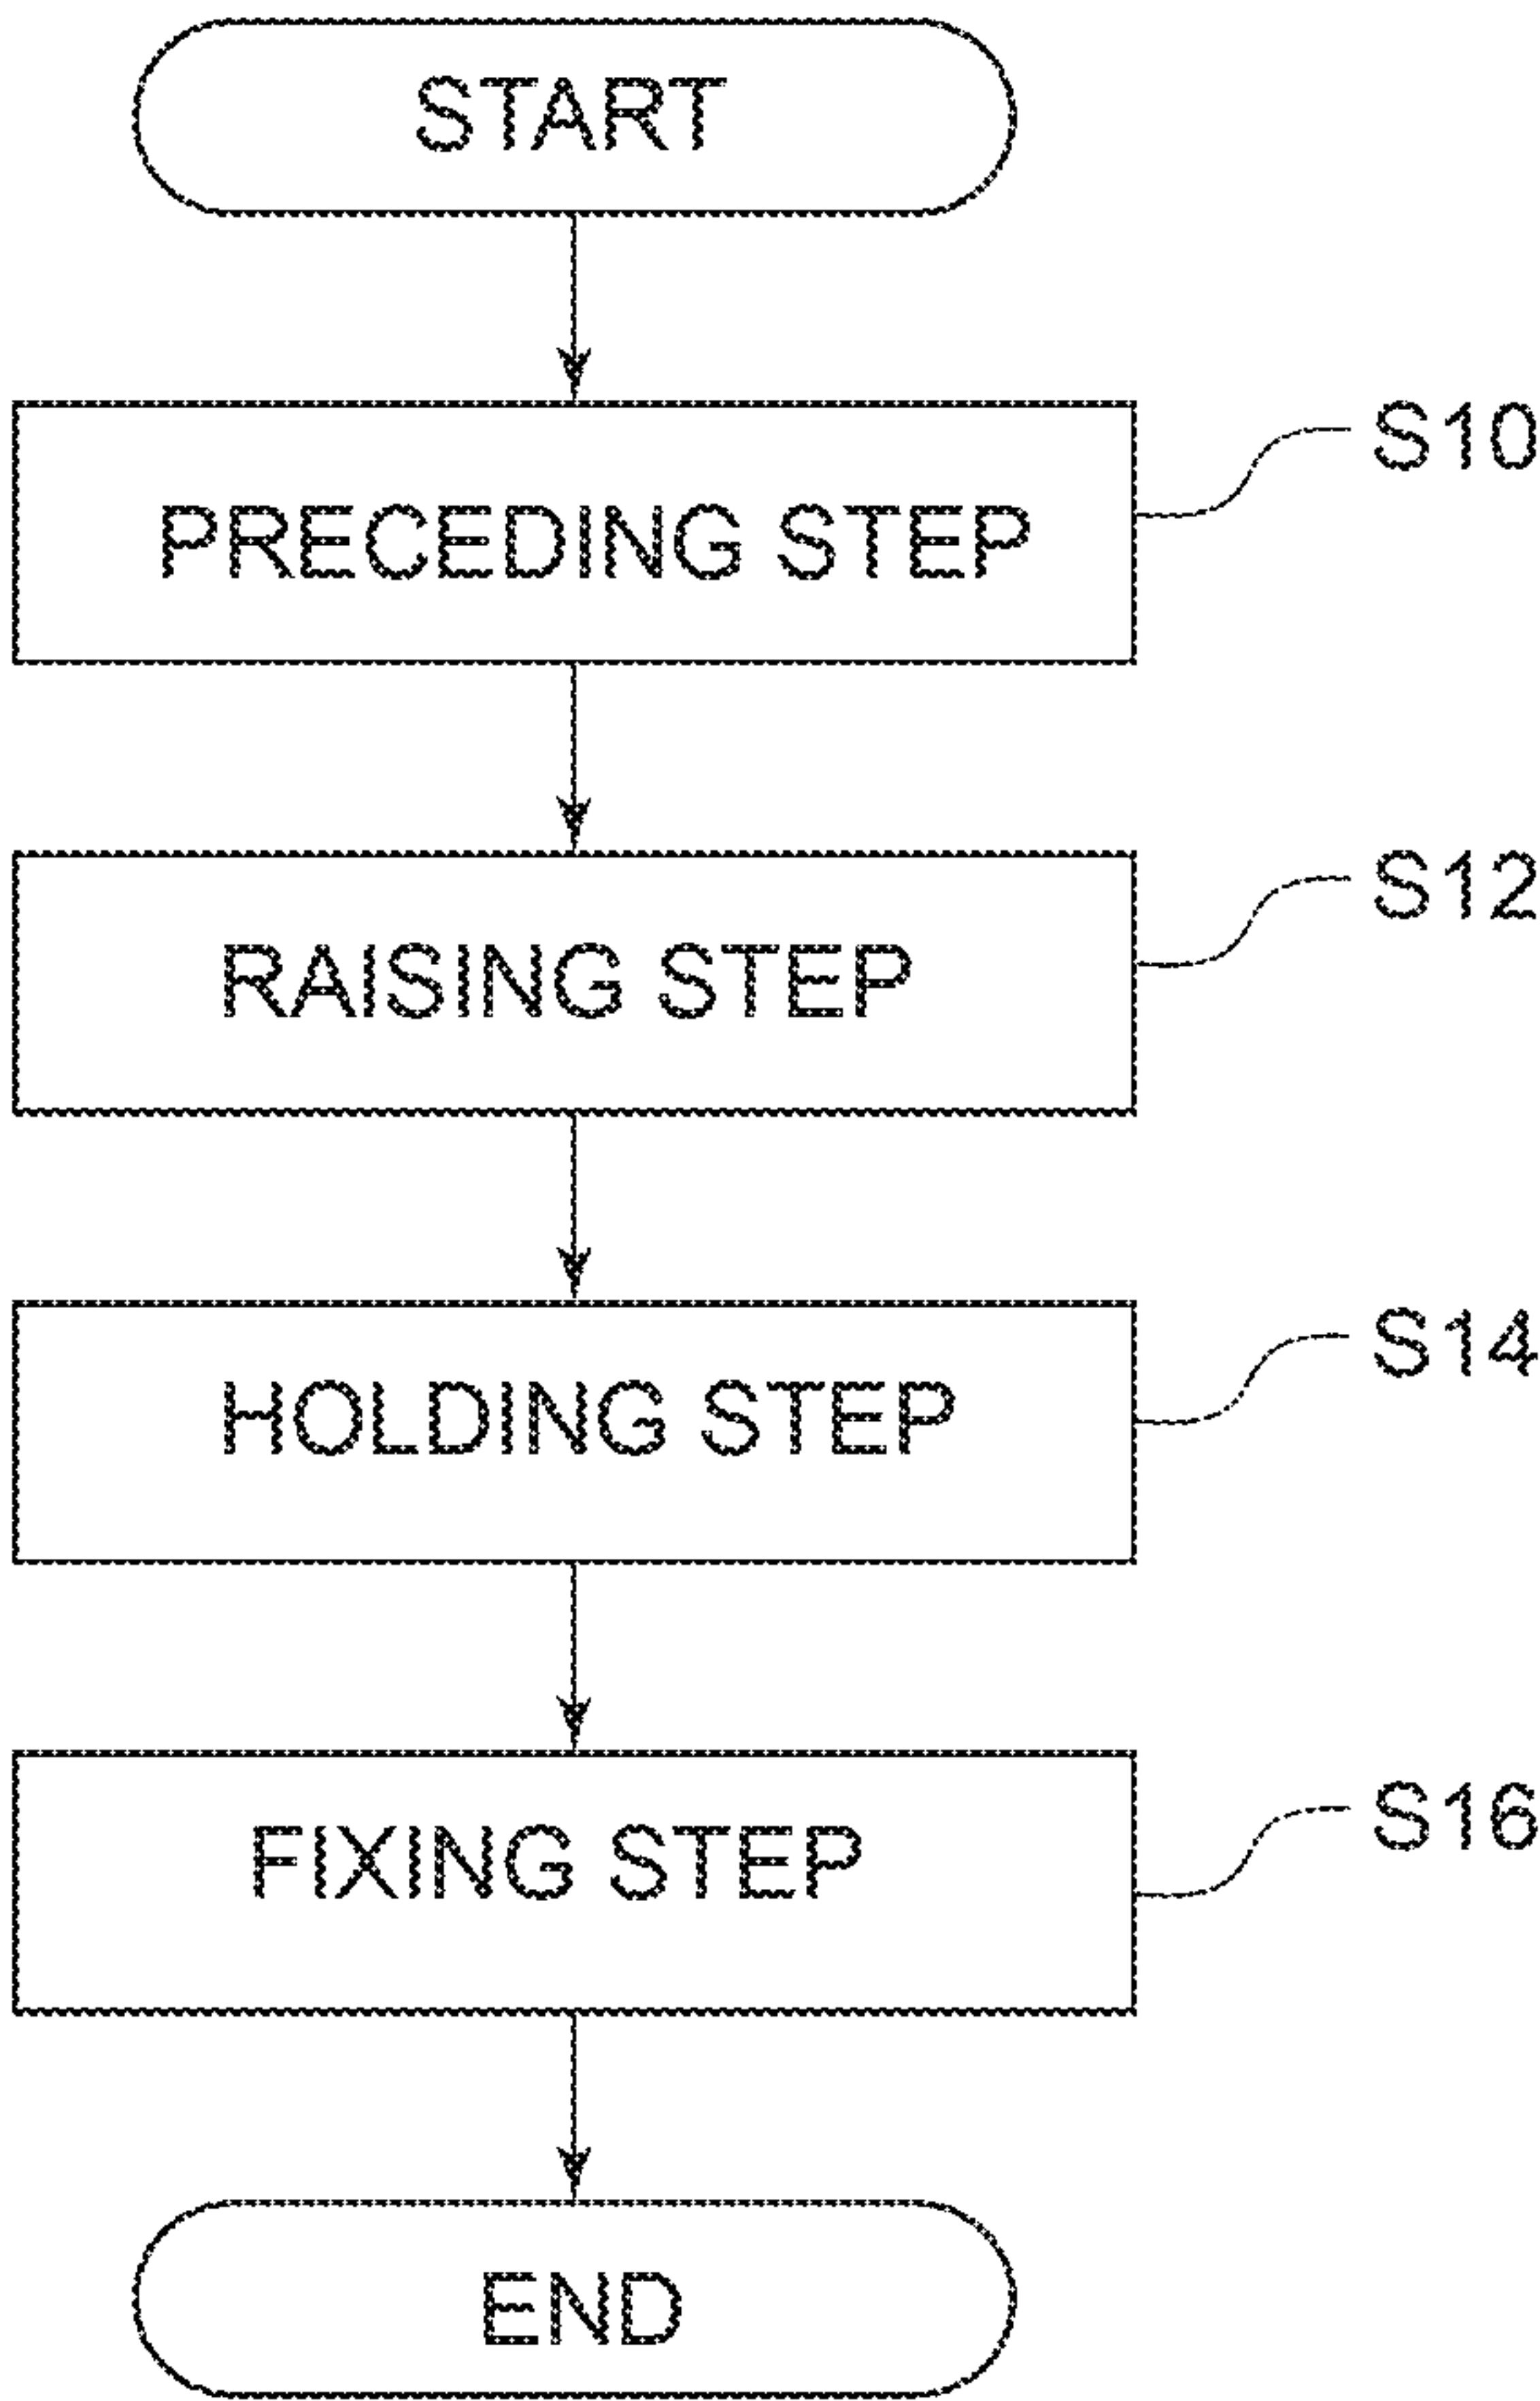 START
S10
PRECEDING STEP
S12
RAISING STEP
S14
HOLDING STEP
S16
FIXING STEP
END